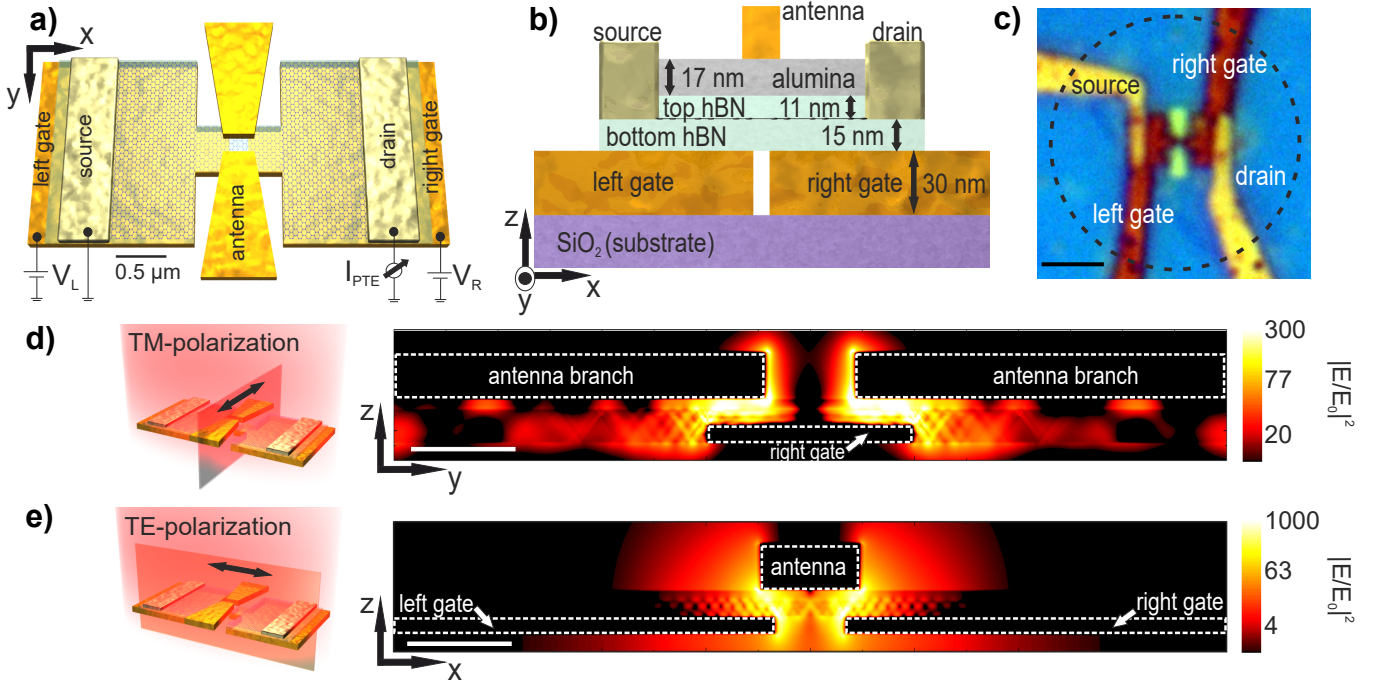 a)
x
y
left gate
source
antenna
drain
riight gate
V_L
0.5 µm
I_PTE
V_R
b)
antenna
source
drain
17 nm
alumina
top hBN
11 nm
bottom hBN
15 nm
left gate
right gate
30 nm
SiO₂ (substrate)
z
y
x
c)
right gate
source
drain
left gate
d)
TM-polarization
antenna branch
antenna branch
right gate
z
y
300
77
20
|E/E₀|²
e)
TE-polarization
antenna
left gate
right gate
z
x
1000
63
4
|E/E₀|²